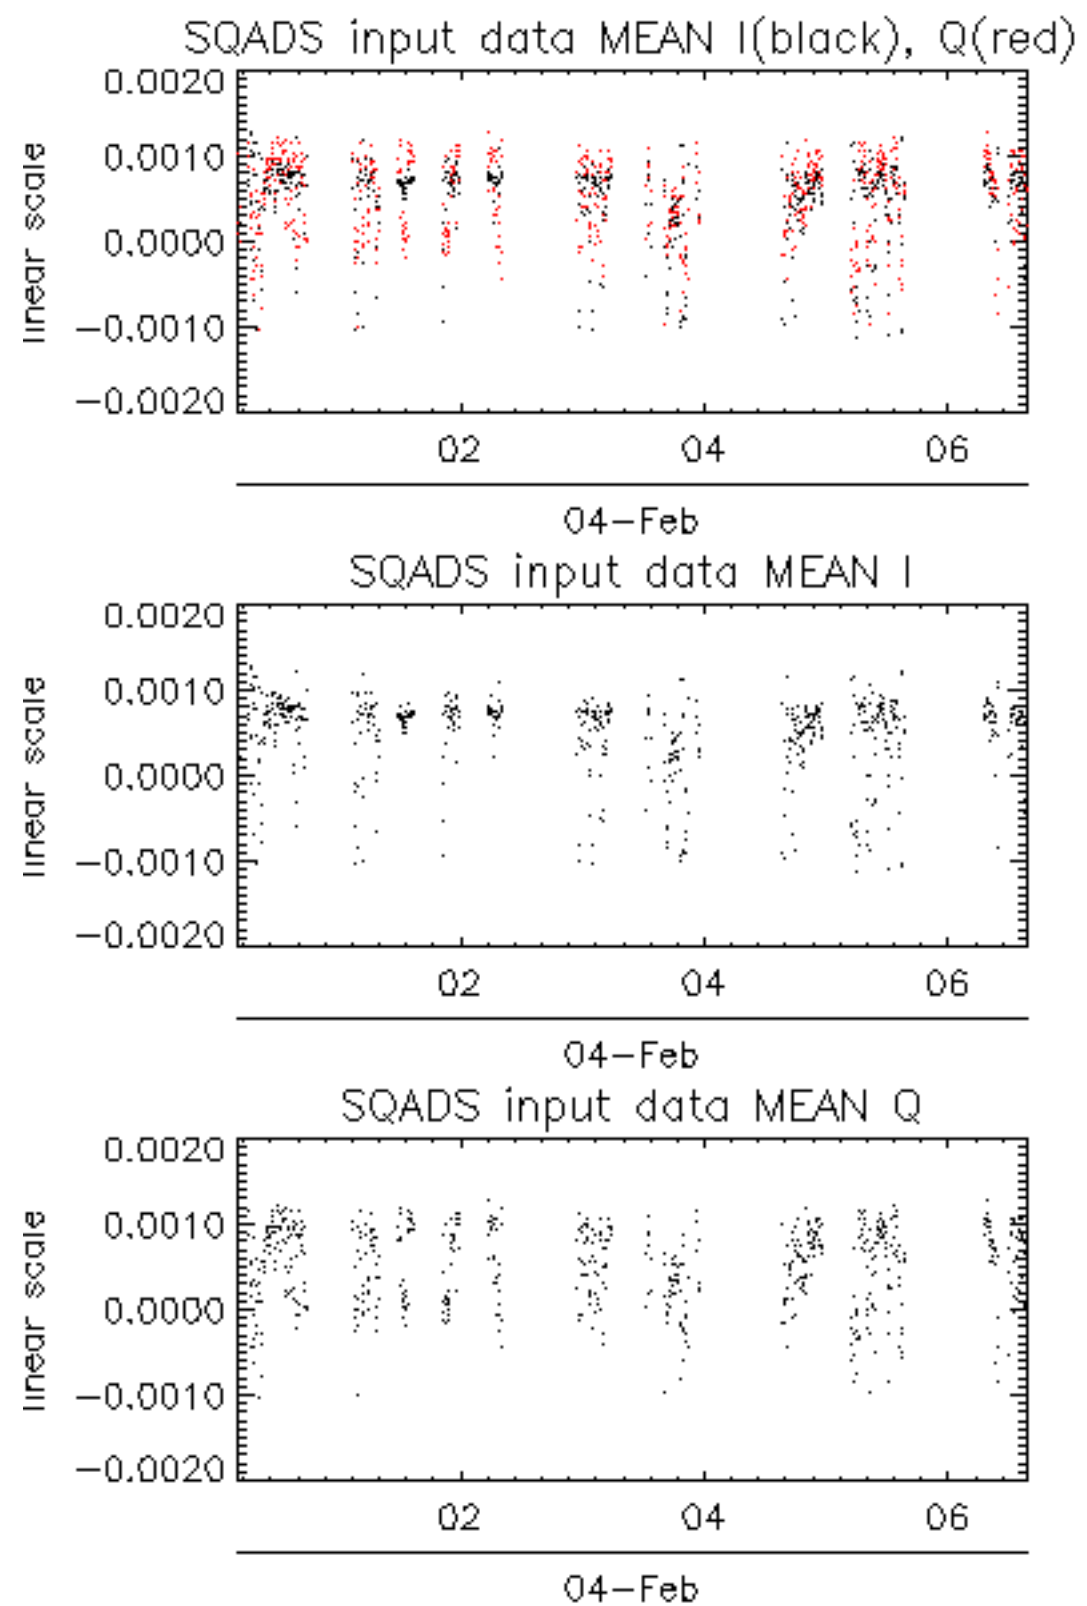 SQADS input data MEAN I(black), Q(red)
0.0020
0.0010
0.0000
−0.0010
−0.0020
linear scale
02 04 06
04−Feb
SQADS input data MEAN I
0.0020
0.0010
0.0000
−0.0010
−0.0020
linear scale
02 04 06
04−Feb
SQADS input data MEAN Q
0.0020
0.0010
0.0000
−0.0010
−0.0020
linear scale
02 04 06
04−Feb